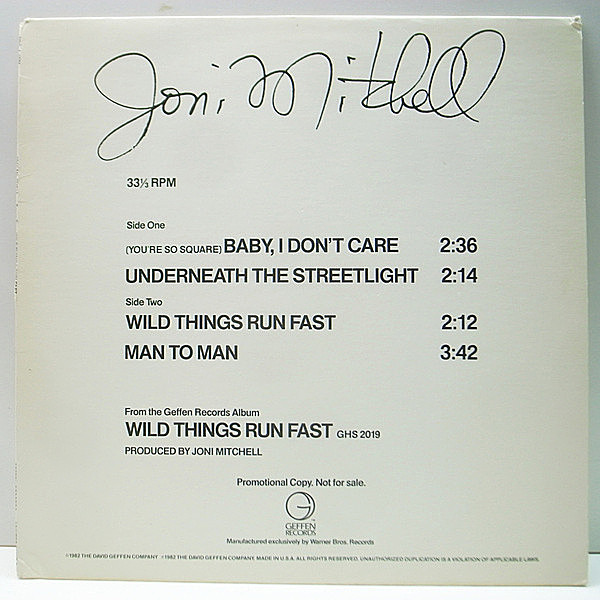 Joni Mitchell
33⅓ RPM
Side One
(YOU'RE SO SQUARE) BABY, I DON'T CARE 2:36
UNDERNEATH THE STREETLIGHT 2:14
Side Two
WILD THINGS RUN FAST 2:12
MAN TO MAN 3:42
From the Geffen Records Album
WILD THINGS RUN FAST GHS 2019
PRODUCED BY JONI MITCHELL
Promotional Copy. Not for sale.
GEFFEN
RECORDS
Manufactured exclusively by Warner Bros. Records
©1982 THE DAVID GEFFEN COMPANY ℗1982 THE DAVID GEFFEN COMPANY. MADE IN U.S.A. ALL RIGHTS RESERVED. UNAUTHORIZED DUPLICATION IS A VIOLATION OF APPLICABLE LAWS.